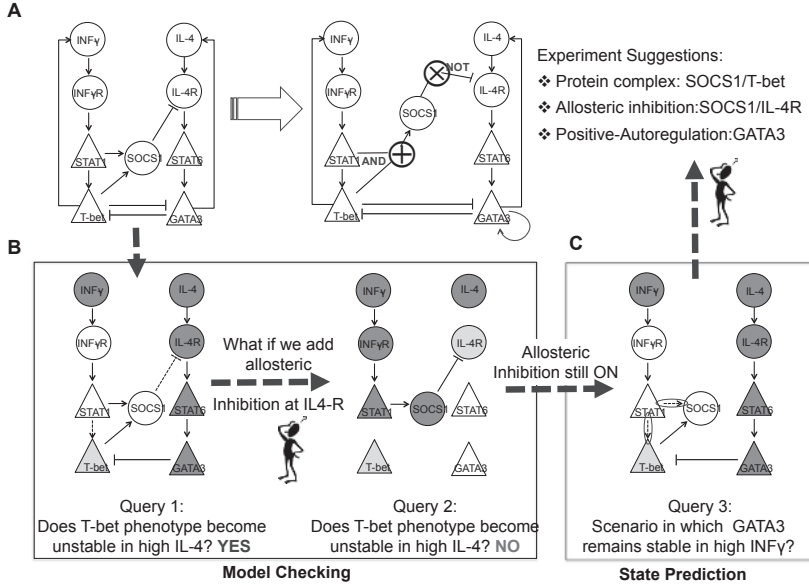 A
INFγ
IL-4
INFγR
IL-4R
STAT1
SOCS1
STAT6
T-bet
GATA3
INFγ
IL-4
NOT
INFγR
IL-4R
SOCS1
STAT1
AND
STAT6
T-bet
GATA3
Experiment Suggestions:
❖ Protein complex: SOCS1/T-bet
❖ Allosteric inhibition:SOCS1/IL-4R
❖ Positive-Autoregulation:GATA3
B
INFγ
IL-4
INFγR
IL-4R
STAT1
SOCS1
STAT6
T-bet
GATA3
Query 1:
Does T-bet phenotype become
unstable in high IL-4? YES
What if we add
allosteric
Inhibition at IL4-R
INFγ
IL-4
INFγR
IL-4R
STAT1
SOCS1
STAT6
T-bet
GATA3
Query 2:
Does T-bet phenotype become
unstable in high IL-4? NO
Model Checking
Allosteric
Inhibition still ON
C
INFγ
IL-4
INFγR
IL-4R
STAT1
SOCS1
STAT6
T-bet
GATA3
Query 3:
Scenario in which GATA3
remains stable in high INFγ?
State Prediction